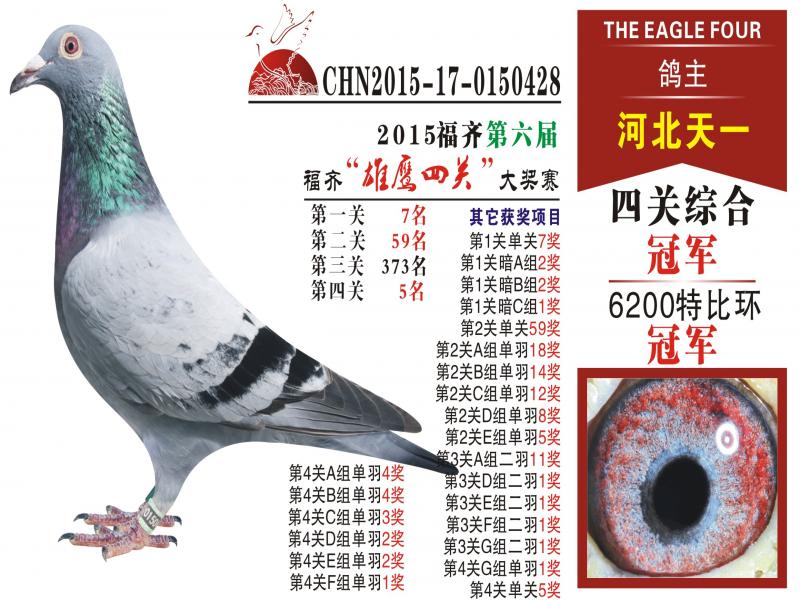 CHN2015-17-0150428
2015福齐第六届
福齐“雄鹰四关”大奖赛
第一关 7名
第二关 59名
第三关 373名
第四关 5名
其它获奖项目
第1关单关7奖
第1关暗A组2奖
第1关暗B组2奖
第1关暗C组1奖
第2关单关59奖
第2关A组单羽18奖
第2关B组单羽14奖
第2关C组单羽12奖
第2关D组单羽8奖
第2关E组单羽5奖
第3关A组二羽11奖
第3关D组二羽1奖
第3关E组二羽1奖
第3关F组二羽1奖
第3关G组二羽1奖
第4关G组单羽1奖
第4关单关5奖
第4关A组单羽4奖
第4关B组单羽4奖
第4关C组单羽3奖
第4关D组单羽2奖
第4关E组单羽2奖
第4关F组单羽1奖
THE EAGLE FOUR
鸽主
河北天一
四关综合
冠军
6200特比环
冠军